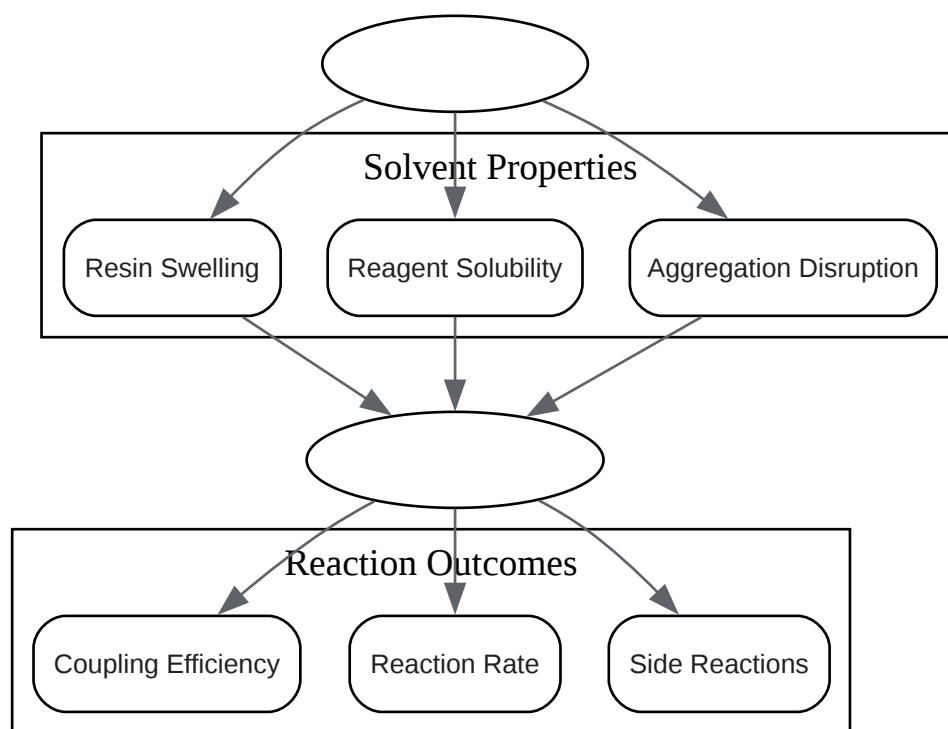 Solvent Properties
Resin Swelling
Reagent Solubility
Aggregation Disruption
Reaction Outcomes
Coupling Efficiency
Reaction Rate
Side Reactions